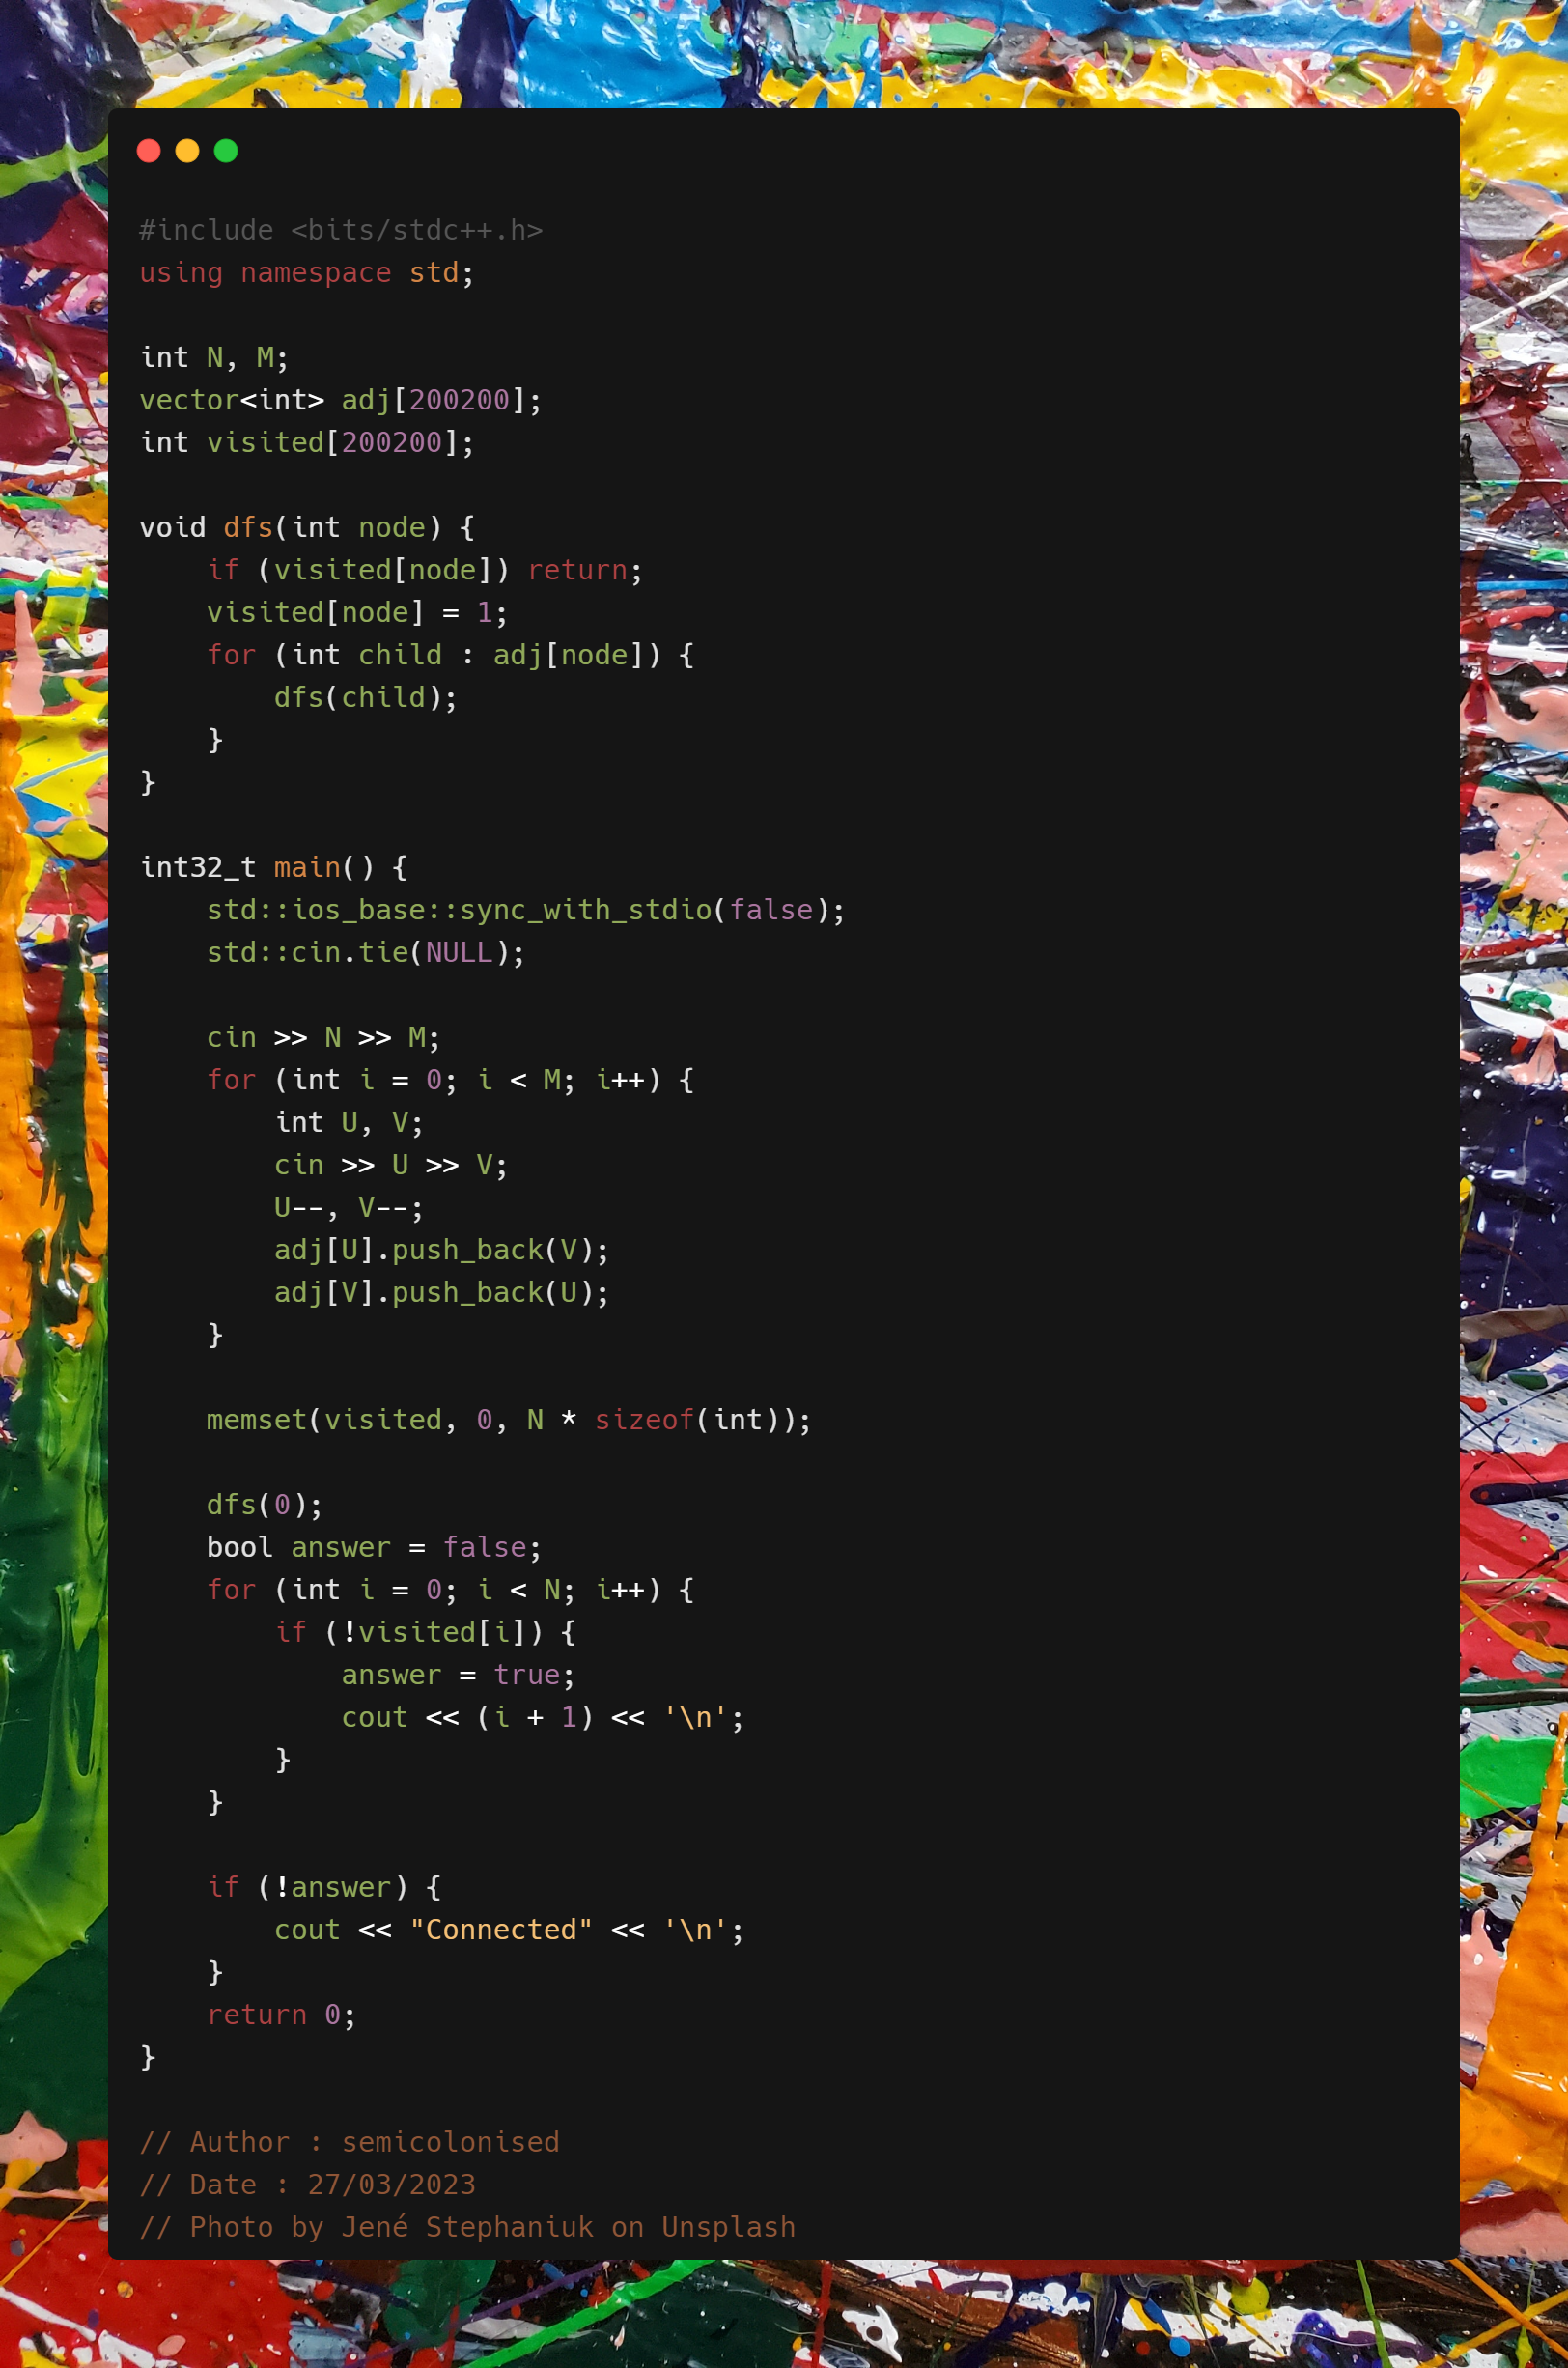 #include <bits/stdc++.h>
using namespace std;

int N, M;
vector<int> adj[200200];
int visited[200200];

void dfs(int node) {
    if (visited[node]) return;
    visited[node] = 1;
    for (int child : adj[node]) {
        dfs(child);
    }
}

int32_t main() {
    std::ios_base::sync_with_stdio(false);
    std::cin.tie(NULL);

    cin >> N >> M;
    for (int i = 0; i < M; i++) {
        int U, V;
        cin >> U >> V;
        U--, V--;
        adj[U].push_back(V);
        adj[V].push_back(U);
    }

    memset(visited, 0, N * sizeof(int));

    dfs(0);
    bool answer = false;
    for (int i = 0; i < N; i++) {
        if (!visited[i]) {
            answer = true;
            cout << (i + 1) << '\n';
        }
    }

    if (!answer) {
        cout << "Connected" << '\n';
    }
    return 0;
}

// Author : semicolonised
// Date : 27/03/2023
// Photo by Jené Stephaniuk on Unsplash